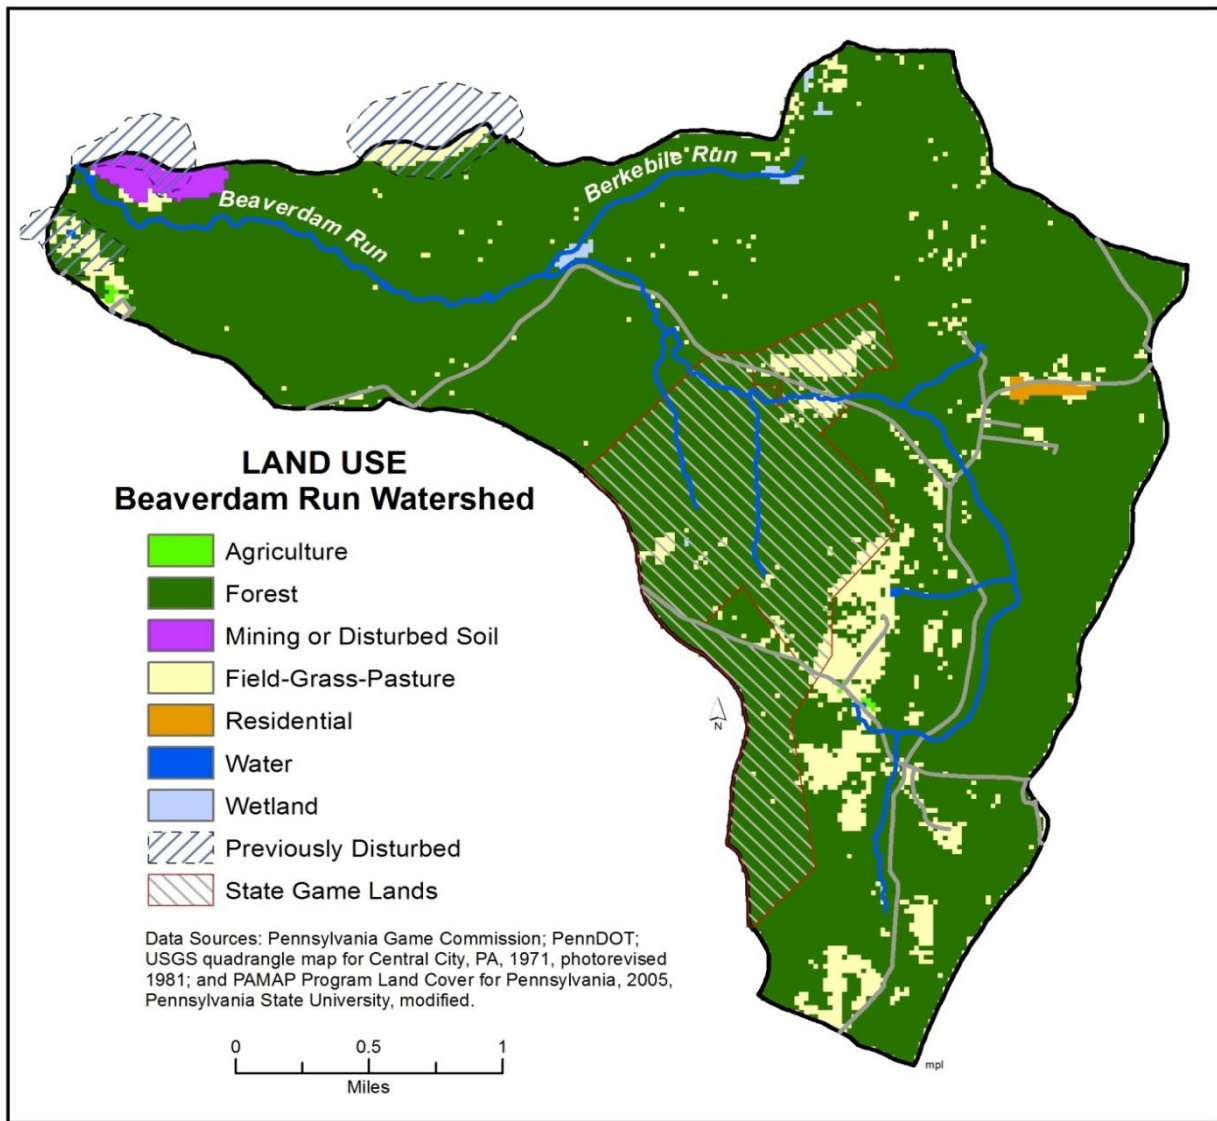 Beaverdam Run
Berkebile Run
LAND USE
Beaverdam Run Watershed
Agriculture
Forest
Mining or Disturbed Soil
Field-Grass-Pasture
Residential
Water
Wetland
Previously Disturbed
State Game Lands
N
Data Sources: Pennsylvania Game Commission; PennDOT;
USGS quadrangle map for Central City, PA, 1971, photorevised
1981; and PAMAP Program Land Cover for Pennsylvania, 2005,
Pennsylvania State University, modified.
0 0.5 1
Miles
mpl